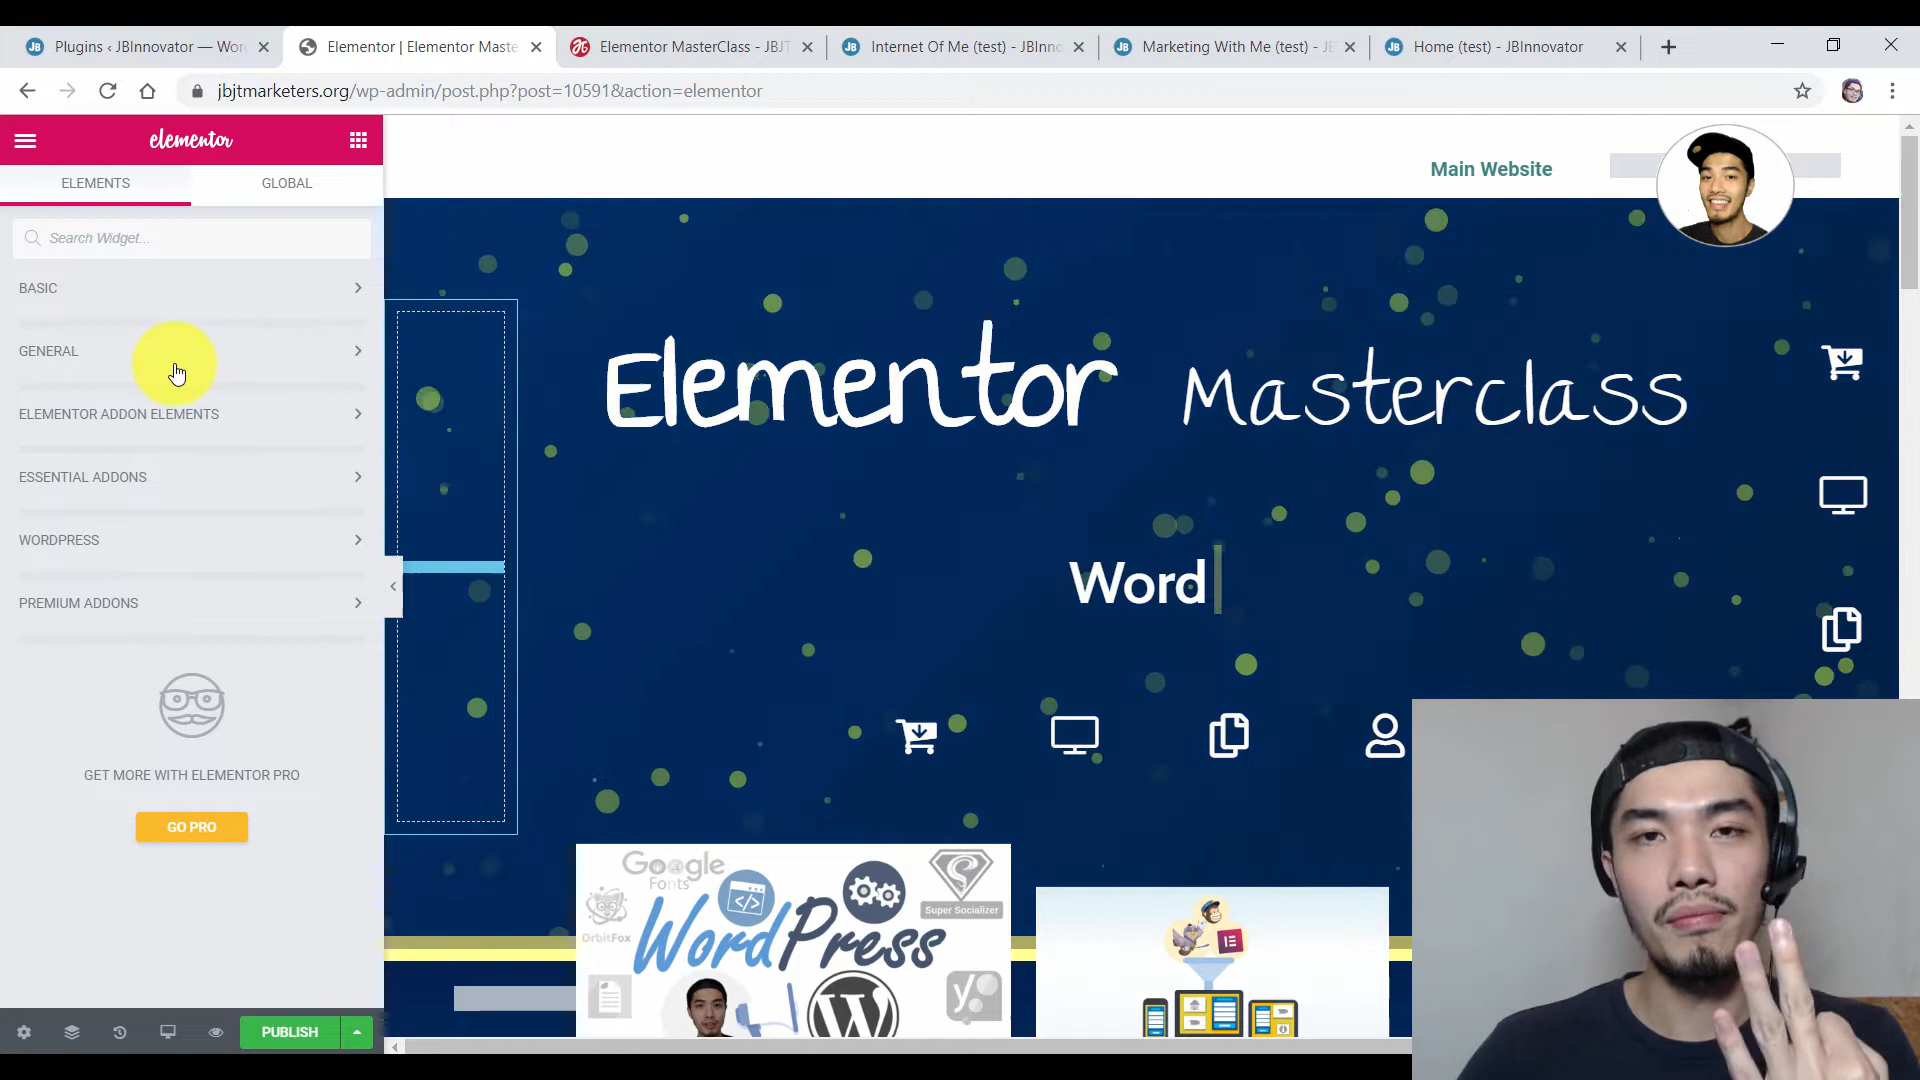 Plugins ‹ JBInnovator — Wor
Elementor | Elementor Maste
Elementor MasterClass - JBJT
Internet Of Me (test) - JBInno
Marketing With Me (test) - JB
Home (test) - JBInnovator
jbjtmarketers.org/wp-admin/post.php?post=10591&action=elementor
elementor
ELEMENTS
GLOBAL
Search Widget...
BASIC
GENERAL
ELEMENTOR ADDON ELEMENTS
ESSENTIAL ADDONS
WORDPRESS
PREMIUM ADDONS
GET MORE WITH ELEMENTOR PRO
GO PRO
PUBLISH
Main Website
Elementor Masterclass
Word
Google
Fonts
OrbitFox
WordPress
Super Socializer